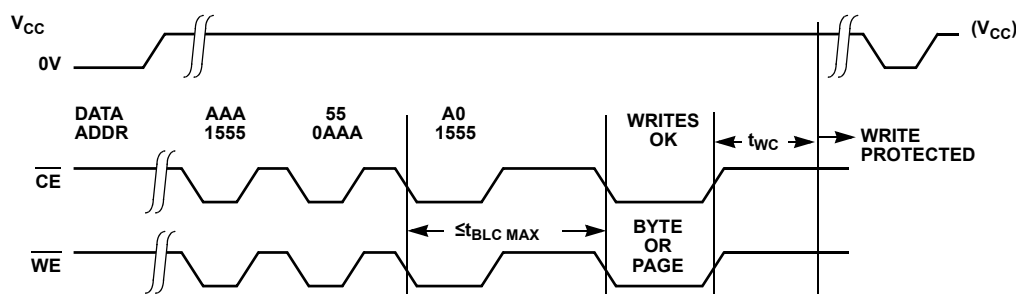 VCC
(VCC)
0V
DATA AAA 55 A0 WRITES
ADDR 1555 0AAA 1555 OK
tWC
WRITE
PROTECTED
CE
≤tBLC MAX
BYTE
OR
PAGE
WE